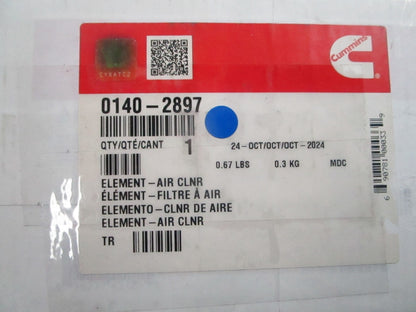 Cummins
CYXATC2
0140-2897
QTY/QTÉ/CANT 1
24-OCT/OCT/OCT-2024
0.67 LBS 0.3 KG MDC
ELEMENT-AIR CLNR
ÉLÉMENT-FILTRE À AIR
ELEMENTO-CLNR DE AIRE
ELEMENT-AIR CLNR
TR